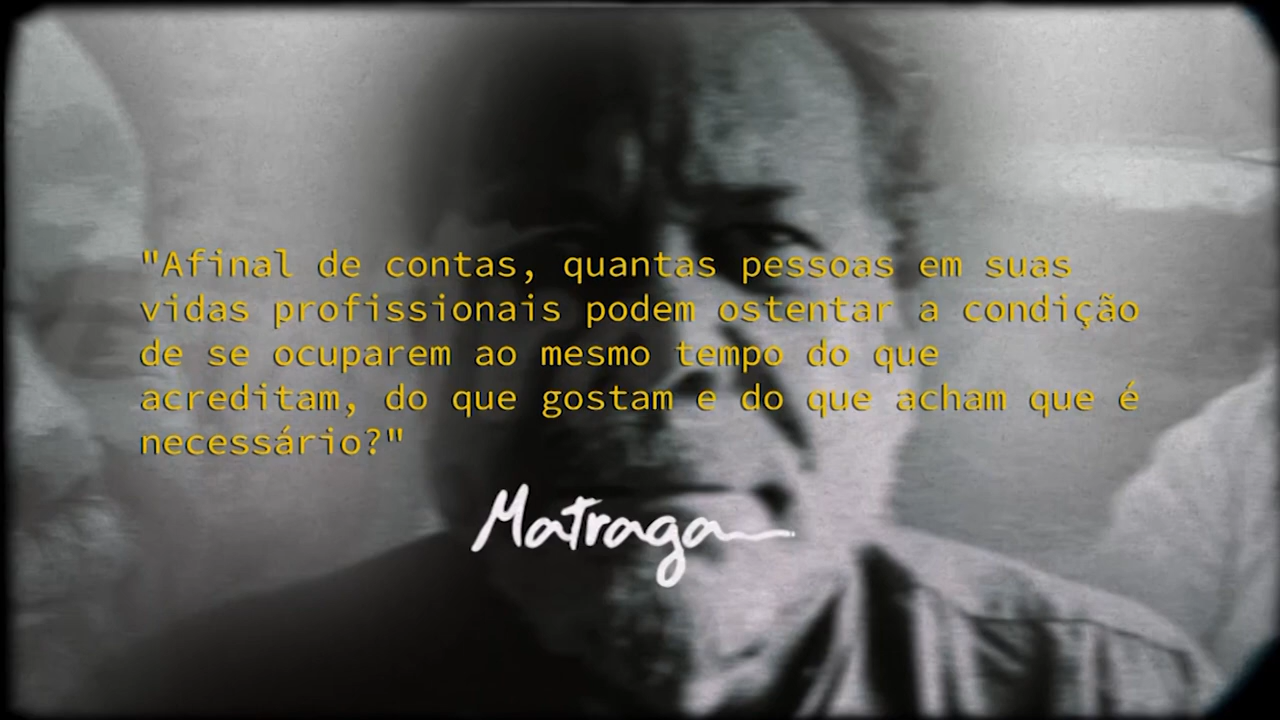 "Afinal de contas, quantas pessoas em suas
vidas profissionais podem ostentar a condição
de se ocuparem ao mesmo tempo do que
acreditam, do que gostam e do que acham que é
necessário?"
Matraga